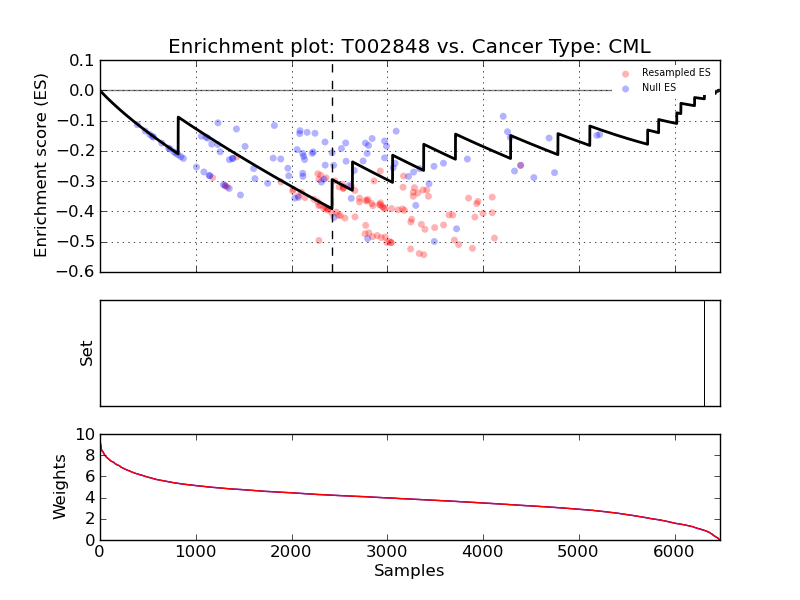 Enrichment plot: T002848 vs. Cancer Type: CML
Enrichment score (ES)
0.1
0.0
−0.1
−0.2
−0.3
−0.4
−0.5
−0.6
Resampled ES
Null ES
Set
Weights
10
8
6
4
2
0
0 1000 2000 3000 4000 5000 6000
Samples